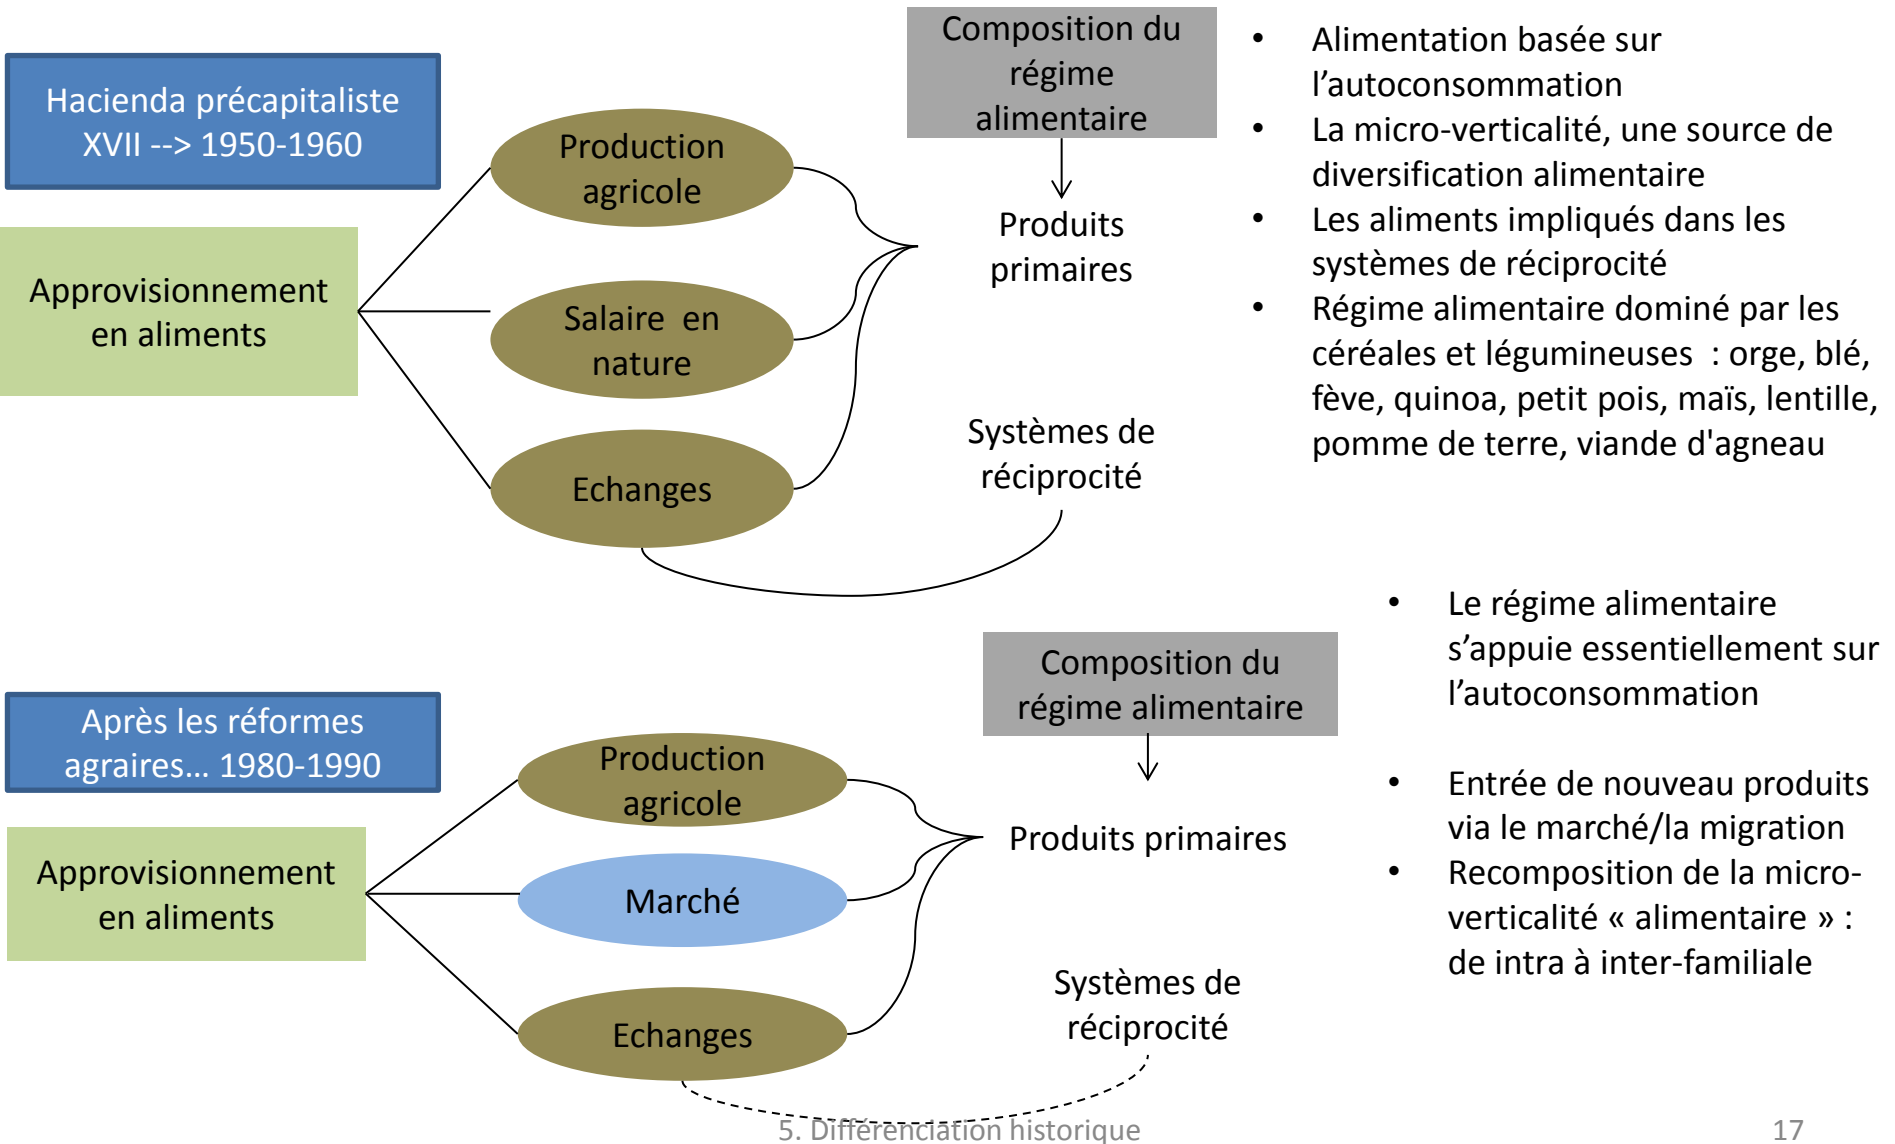 Hacienda précapitaliste
XVII --> 1950-1960
Approvisionnement
en aliments
Production
agricole
Salaire  en
nature
Echanges
Composition du
régime
alimentaire
Produits
primaires
Systèmes de
réciprocité
• Alimentation basée sur
l’autoconsommation
• La micro-verticalité, une source de
diversification alimentaire
• Les aliments impliqués dans les
systèmes de réciprocité
• Régime alimentaire dominé par les
céréales et légumineuses  : orge, blé,
fève, quinoa, petit pois, maïs, lentille,
pomme de terre, viande d'agneau
Après les réformes
agraires… 1980-1990
Approvisionnement
en aliments
Production
agricole
Marché
Echanges
Composition du
régime alimentaire
Produits primaires
Systèmes de
réciprocité
• Le régime alimentaire
s’appuie essentiellement sur
l’autoconsommation
• Entrée de nouveau produits
via le marché/la migration
• Recomposition de la micro-
verticalité « alimentaire » :
de intra à inter-familiale
5. Différenciation historique
17